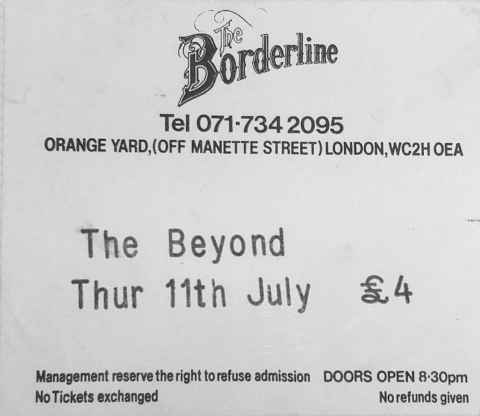 The Borderline
Tel 071·734 2095
ORANGE YARD,(OFF MANETTE STREET) LONDON,WC2H OEA
The Beyond
Thur 11th July £4
Management reserve the right to refuse admission DOORS OPEN 8·30pm
No Tickets exchanged No refunds given